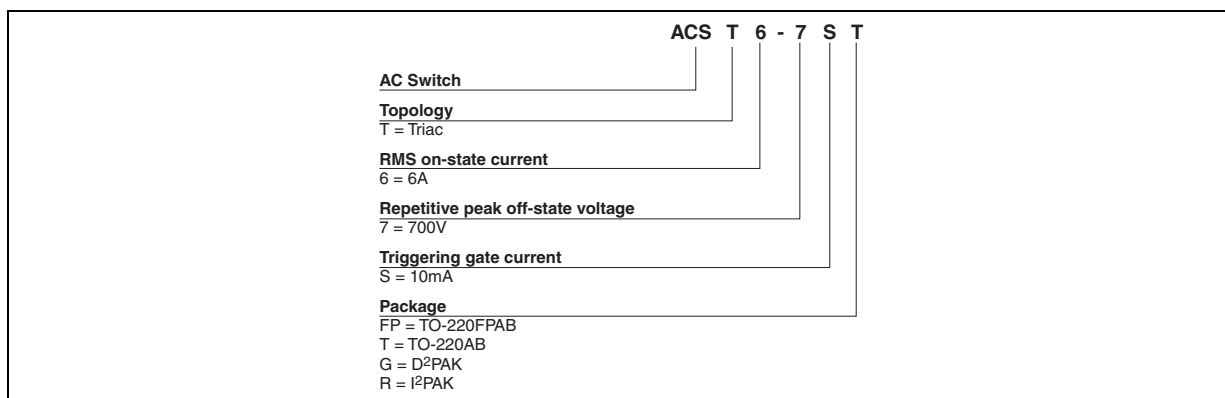 ACS T 6 - 7 S T
AC Switch
Topology
T = Triac
RMS on-state current
6 = 6A
Repetitive peak off-state voltage
7 = 700V
Triggering gate current
S = 10mA
Package
FP = TO-220FPAB
T = TO-220AB
G = D²PAK
R = I²PAK